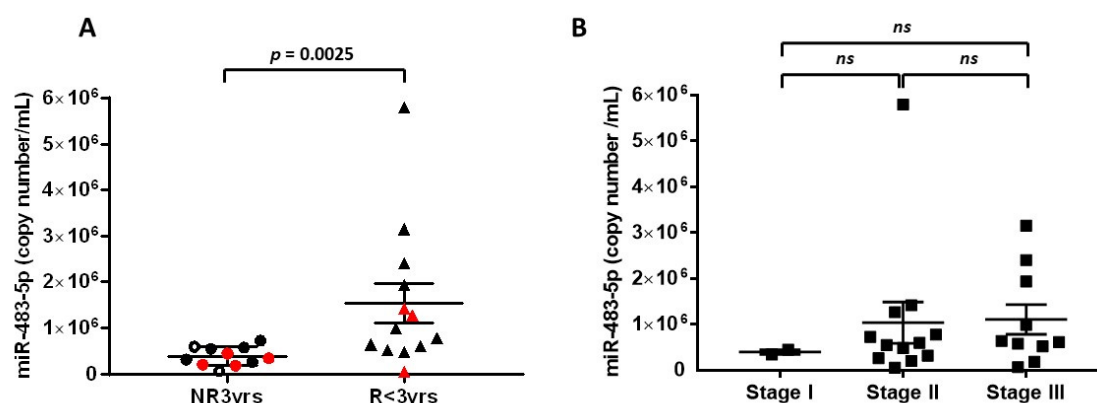 A
p = 0.0025
miR-483-5p (copy number/mL)
6× 10⁶
5× 10⁶
4× 10⁶
3× 10⁶
2× 10⁶
1× 10⁶
0
NR3yrs
R<3yrs
B
ns
ns
ns
miR-483-5p (copy number /mL)
6× 10⁶
5× 10⁶
4× 10⁶
3× 10⁶
2× 10⁶
1× 10⁶
0
Stage I
Stage II
Stage III